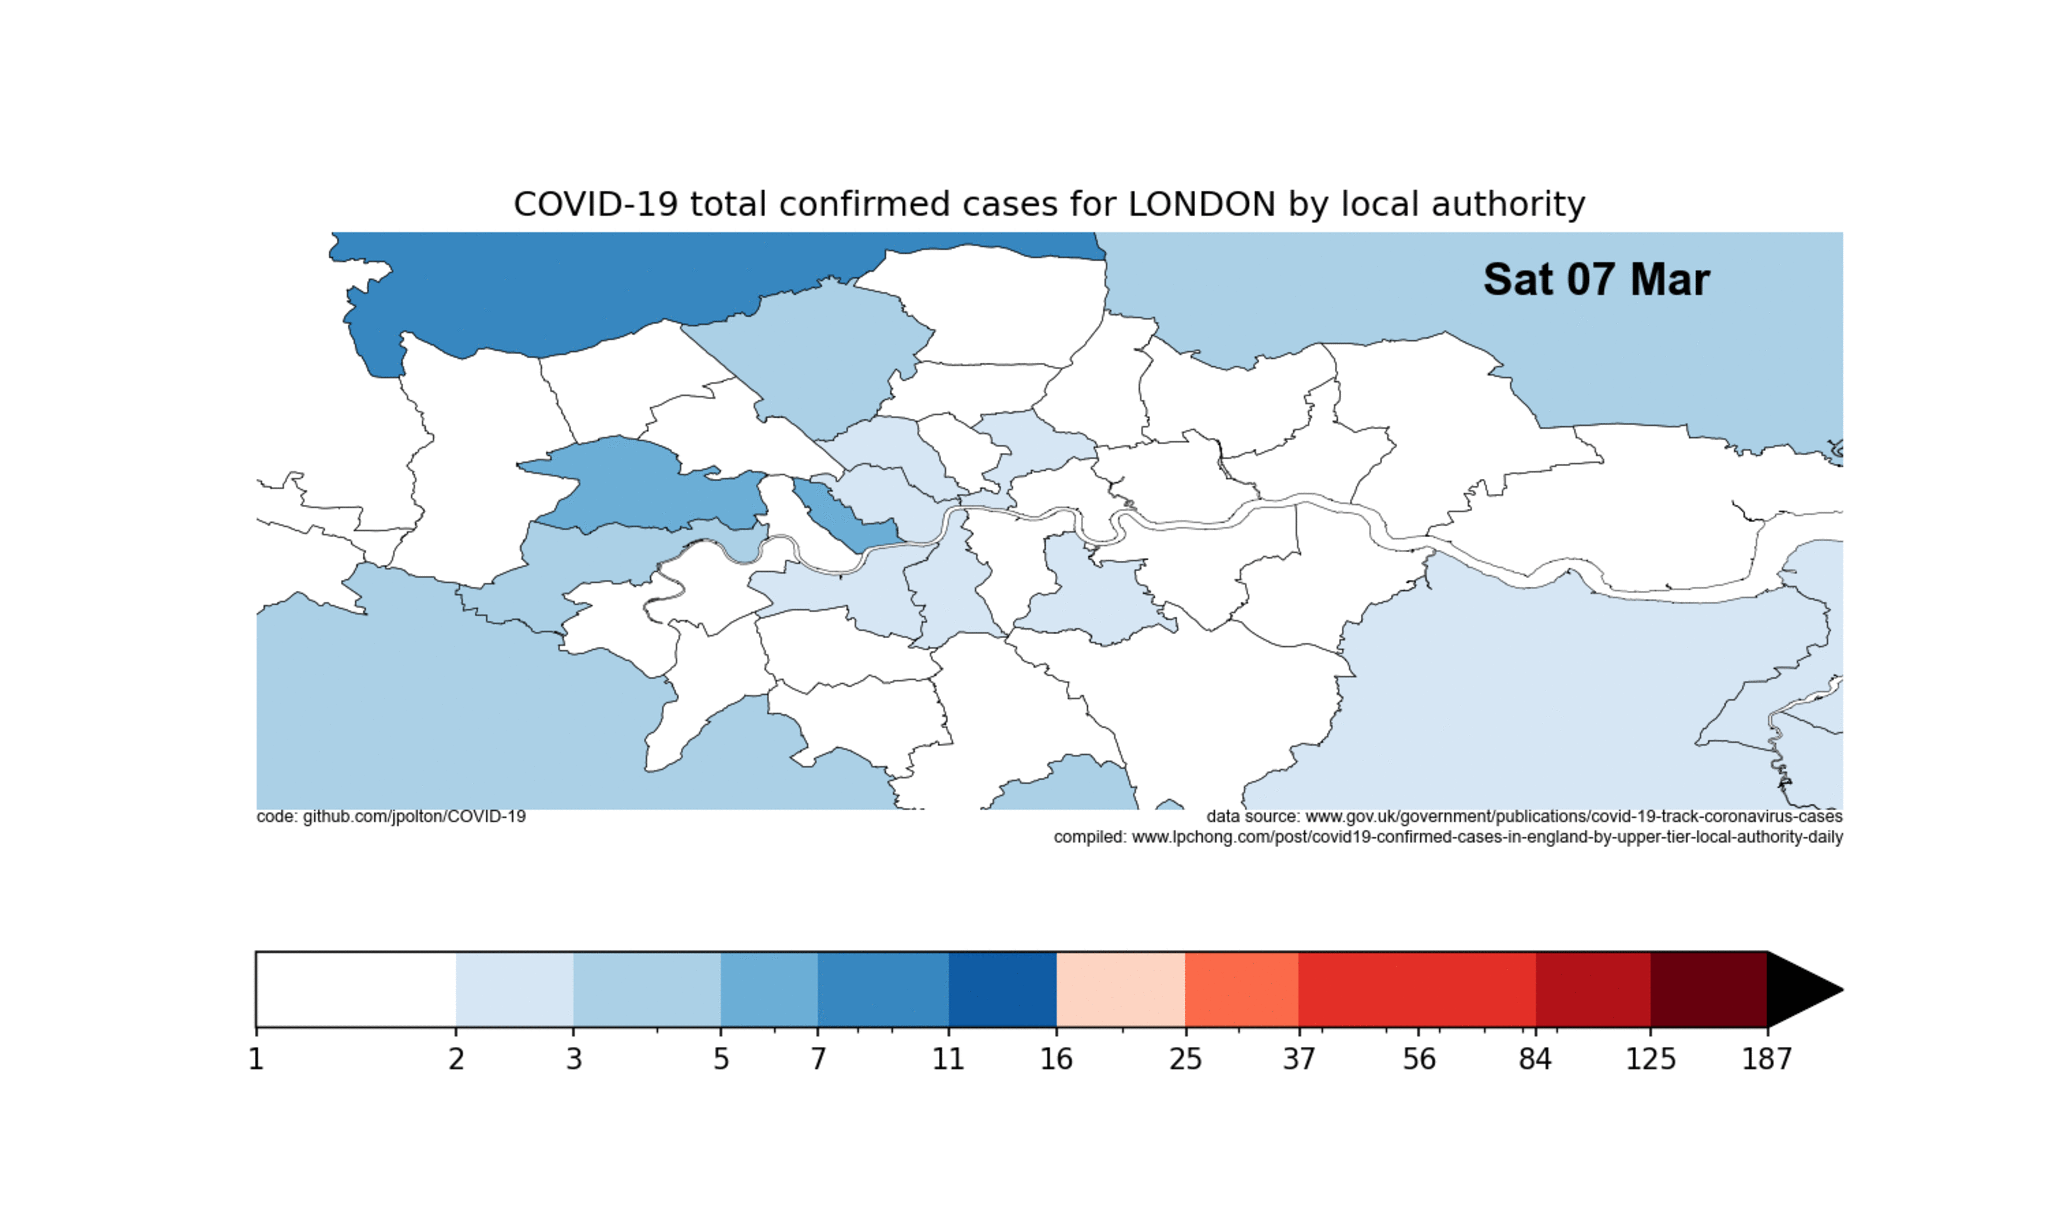 COVID-19 total confirmed cases for LONDON by local authority
Sat 07 Mar
code: github.com/jpolton/COVID-19
data source: www.gov.uk/government/publications/covid-19-track-coronavirus-cases
compiled: www.lpchong.com/post/covid19-confirmed-cases-in-england-by-upper-tier-local-authority-daily
1 2 3 5 7 11 16 25 37 56 84 125 187